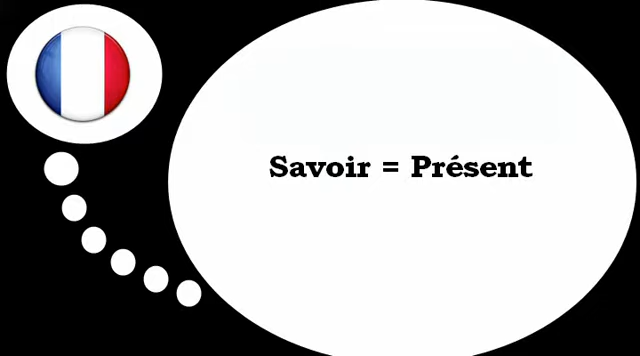 Savoir = Présent